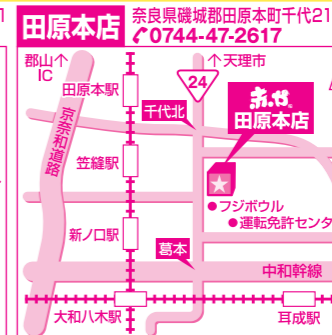 田原本店
奈良県磯城郡田原本町千代21
0744-47-2617
郡山↑
IC
↑天理市
24
田原本駅
京奈和道路
千代北
田原本店
笠縫駅
●フジボウル
●運転免許センタ
新ノ口駅
葛本
中和幹線
大和八木駅
耳成駅